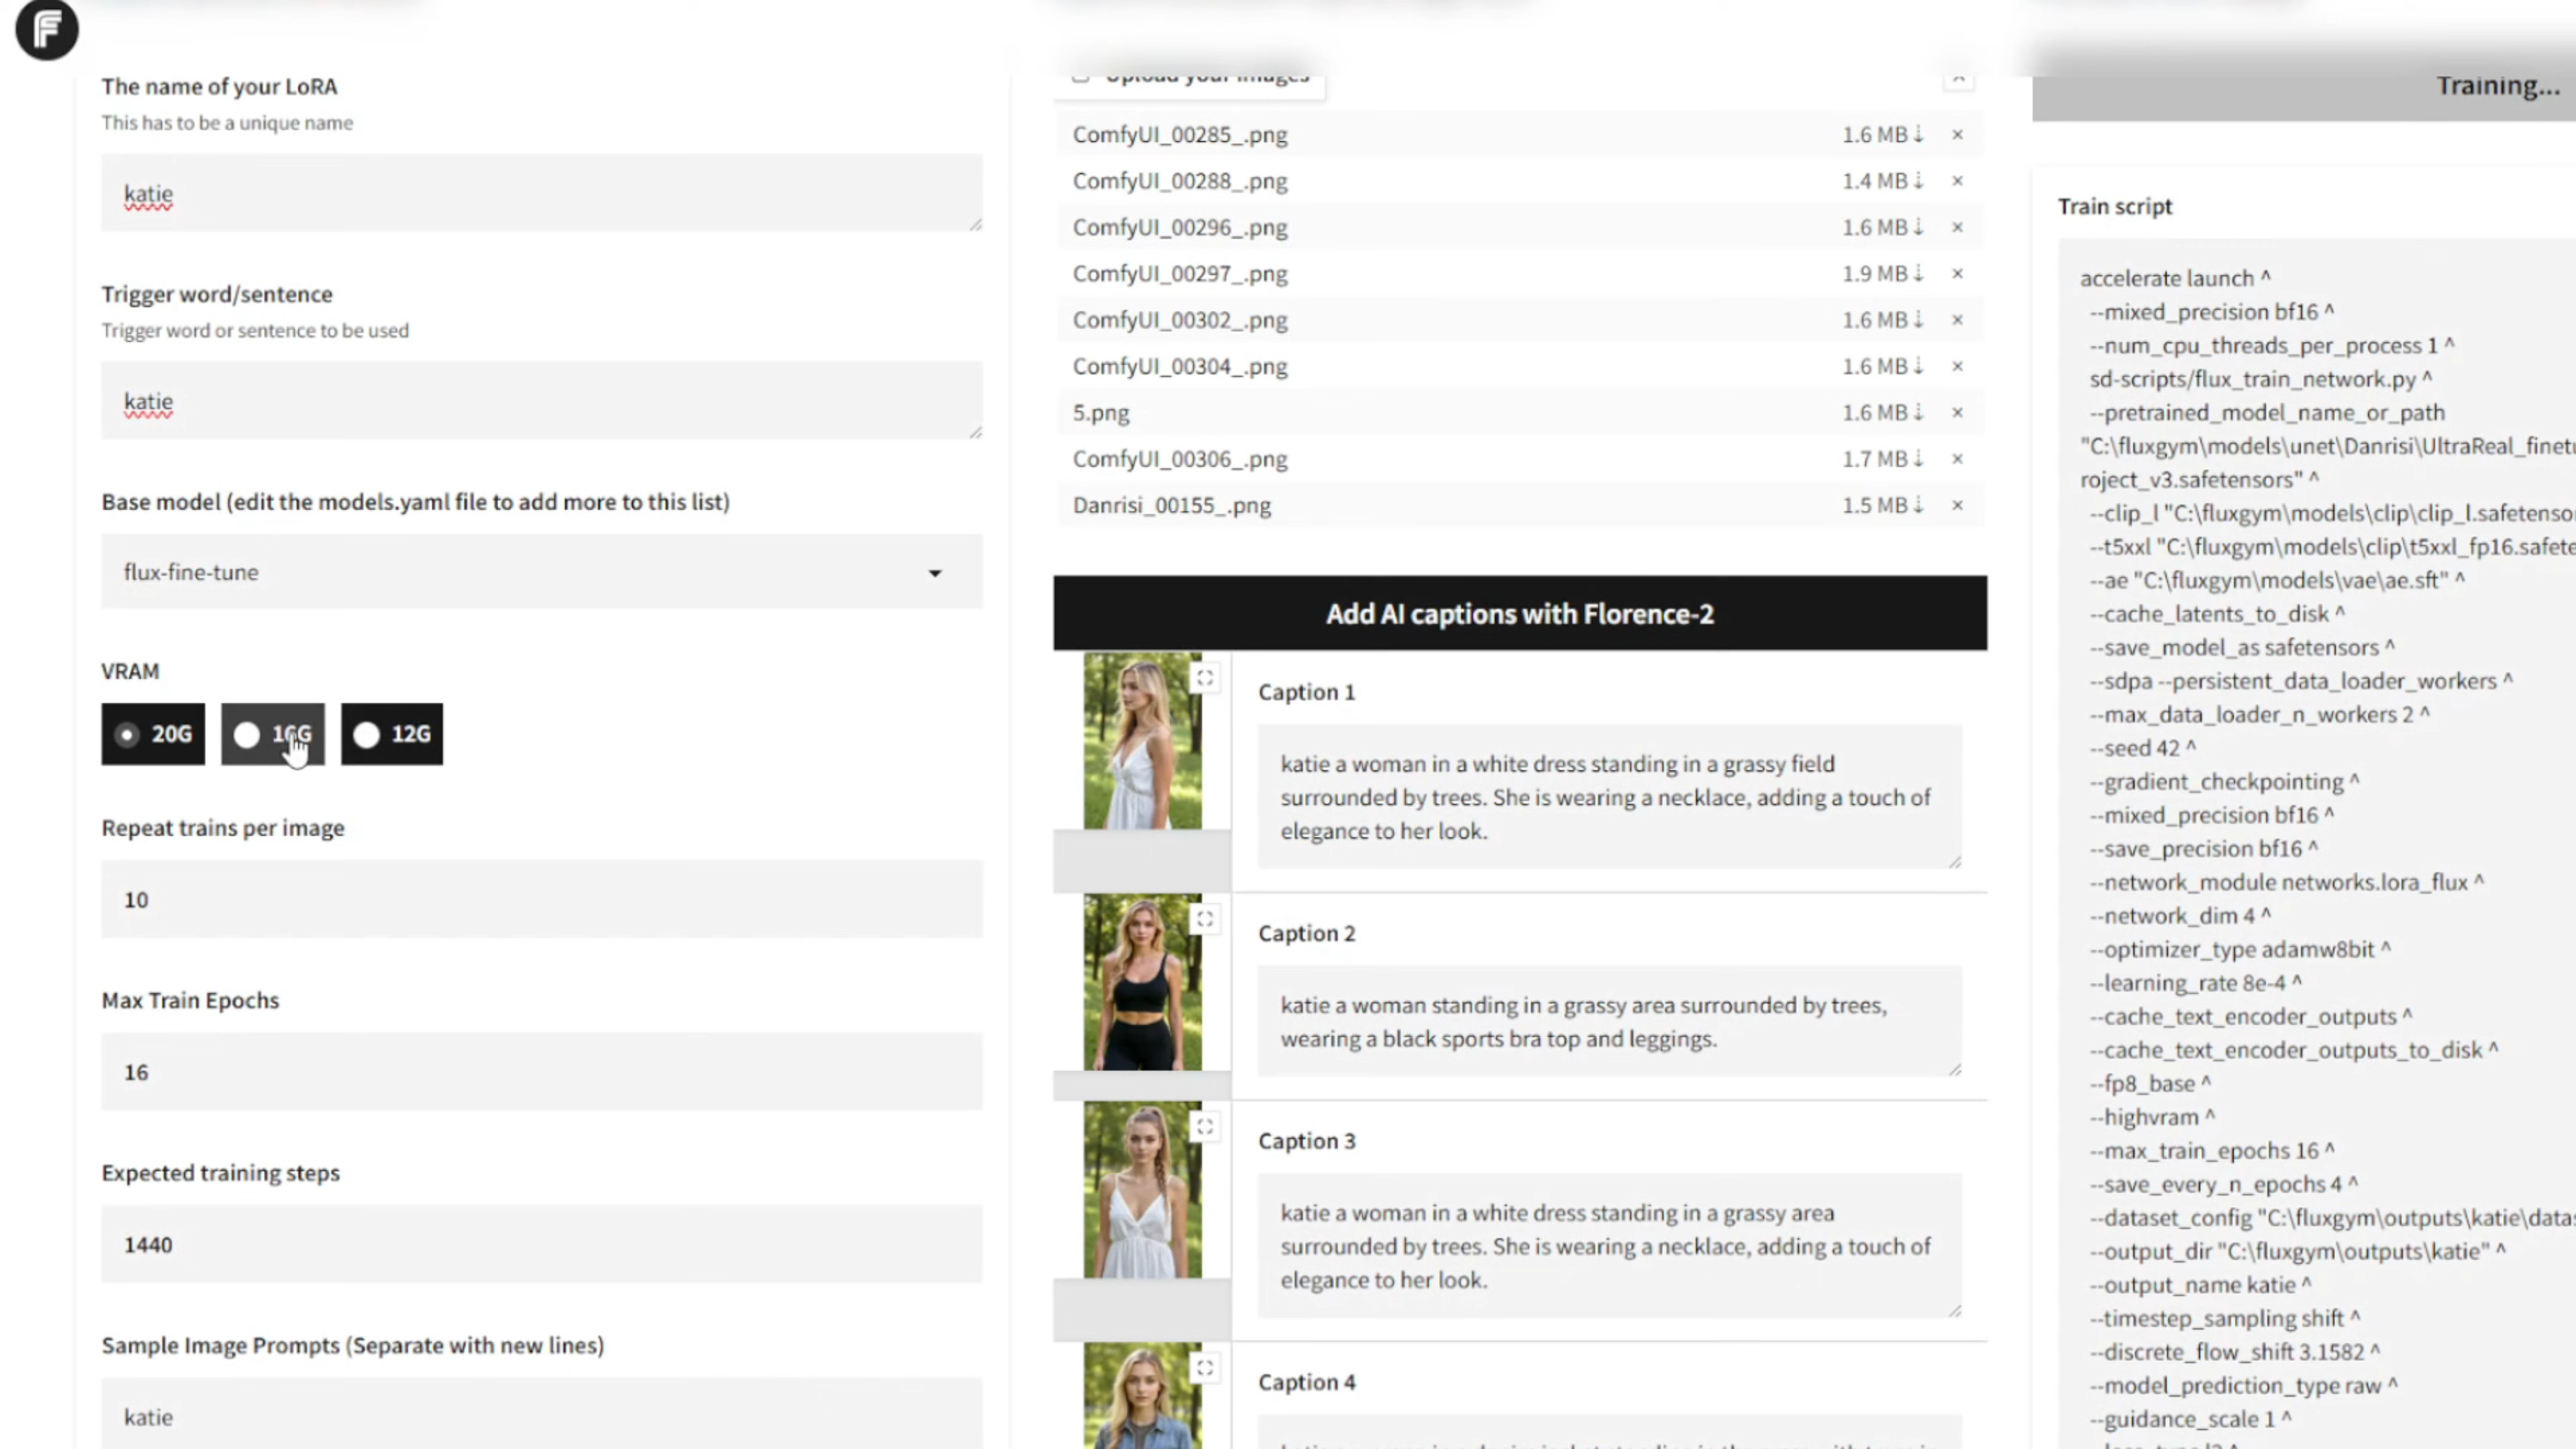 F
The name of your LoRA
This has to be a unique name
katie
Trigger word/sentence
Trigger word or sentence to be used
katie
Base model (edit the models.yaml file to add more to this list)
flux-fine-tune
VRAM
20G
16G
12G
Repeat trains per image
10
Max Train Epochs
16
Expected training steps
1440
Sample Image Prompts (Separate with new lines)
katie
Upload your images
ComfyUI_00285_.png 1.6 MB ⇣ ×
ComfyUI_00288_.png 1.4 MB ⇣ ×
ComfyUI_00296_.png 1.6 MB ⇣ ×
ComfyUI_00297_.png 1.9 MB ⇣ ×
ComfyUI_00302_.png 1.6 MB ⇣ ×
ComfyUI_00304_.png 1.6 MB ⇣ ×
5.png 1.6 MB ⇣ ×
ComfyUI_00306_.png 1.7 MB ⇣ ×
Danrisi_00155_.png 1.5 MB ⇣ ×
Add AI captions with Florence-2
Caption 1
katie a woman in a white dress standing in a grassy field
surrounded by trees. She is wearing a necklace, adding a touch of
elegance to her look.
Caption 2
katie a woman standing in a grassy area surrounded by trees,
wearing a black sports bra top and leggings.
Caption 3
katie a woman in a white dress standing in a grassy area
surrounded by trees. She is wearing a necklace, adding a touch of
elegance to her look.
Caption 4
Training...
Train script
accelerate launch ^
--mixed_precision bf16 ^
--num_cpu_threads_per_process 1 ^
sd-scripts/flux_train_network.py ^
--pretrained_model_name_or_path
"C:\fluxgym\models\unet\Danrisi\UltraReal_finetu
roject_v3.safetensors" ^
--clip_l "C:\fluxgym\models\clip\clip_l.safetenso
--t5xxl "C:\fluxgym\models\clip\t5xxl_fp16.safete
--ae "C:\fluxgym\models\vae\ae.sft" ^
--cache_latents_to_disk ^
--save_model_as safetensors ^
--sdpa --persistent_data_loader_workers ^
--max_data_loader_n_workers 2 ^
--seed 42 ^
--gradient_checkpointing ^
--mixed_precision bf16 ^
--save_precision bf16 ^
--network_module networks.lora_flux ^
--network_dim 4 ^
--optimizer_type adamw8bit ^
--learning_rate 8e-4 ^
--cache_text_encoder_outputs ^
--cache_text_encoder_outputs_to_disk ^
--fp8_base ^
--highvram ^
--max_train_epochs 16 ^
--save_every_n_epochs 4 ^
--dataset_config "C:\fluxgym\outputs\katie\datas
--output_dir "C:\fluxgym\outputs\katie" ^
--output_name katie ^
--timestep_sampling shift ^
--discrete_flow_shift 3.1582 ^
--model_prediction_type raw ^
--guidance_scale 1 ^